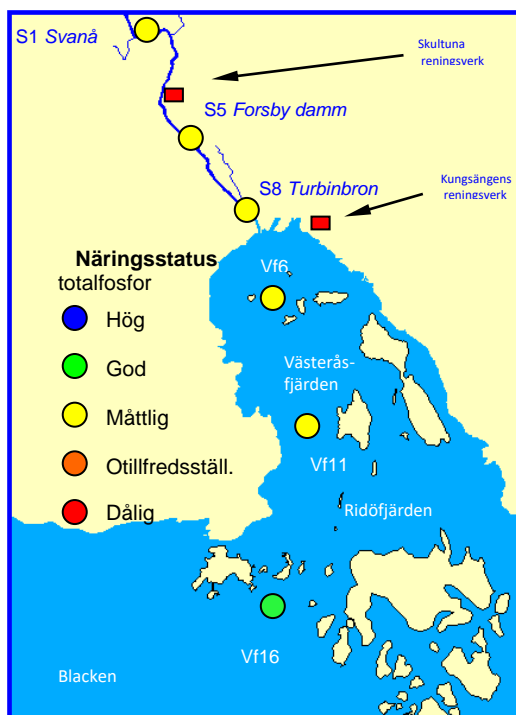 S1 Svanå
Skultuna
reningsverk
S5 Forsby damm
Kungsängens
reningsverk
S8 Turbinbron
Näringsstatus
totalfosfor
Hög
God
Måttlig
Otillfredsställ.
Dålig
Vf6
Västerås-
fjärden
Vf11
Ridöfjärden
Vf16
Blacken